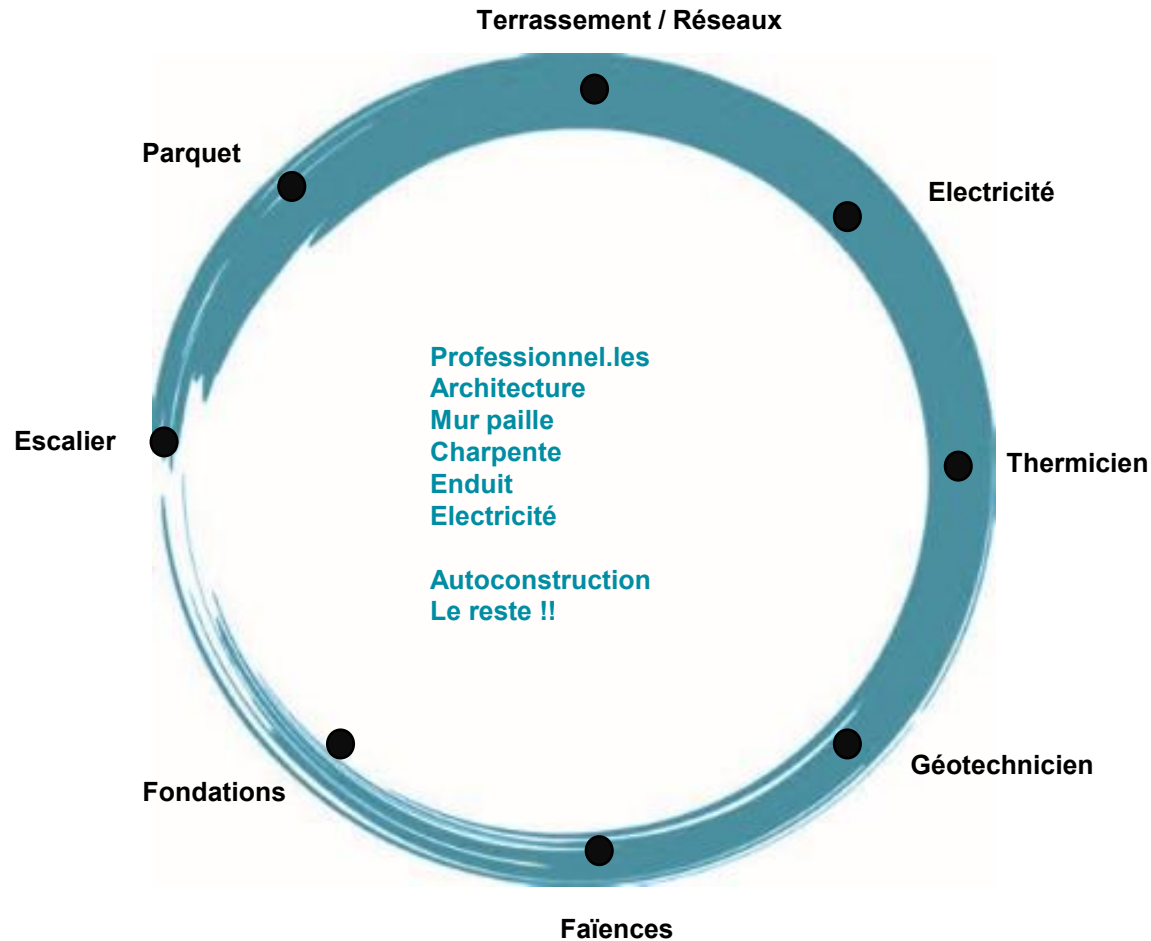 Terrassement / Réseaux
Parquet
Electricité
Professionnel.les
Architecture
Mur paille
Charpente
Enduit
Electricité
Escalier
Thermicien
Autoconstruction
Le reste !!
Géotechnicien
Fondations
Faïences